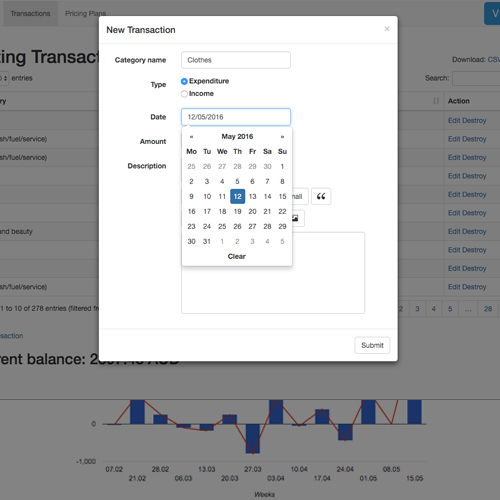 Transactions Pricing Plans
New Transaction ×
Category name Clothes
Type Expenditure
Income
Date 12/05/2016
Amount
Description
« May 2016 »
Mo Tu We Th Fr Sa Su
25 26 27 28 29 30 1
2 3 4 5 6 7 8
9 10 11 12 13 14 15
16 17 18 19 20 21 22
23 24 25 26 27 28 29
30 31 1 2 3 4 5
Clear
Submit
ting Transac
entries
Download: CSV
Search:
ry Action
Edit Destroy
sh/fuel/service) Edit Destroy
Edit Destroy
Edit Destroy
sh/fuel/service) Edit Destroy
Edit Destroy
and beauty Edit Destroy
Edit Destroy
Edit Destroy
sh/fuel/service) Edit Destroy
1 to 10 of 278 entries (filtered fr
2 3 4 5 ... 28
saction
rent balance:
0
-1,000
07.02 28.02 13.03 27.03 10.04 24.04 08.05
21.02 06.03 20.03 03.04 17.04 01.05 15.05
Weeks